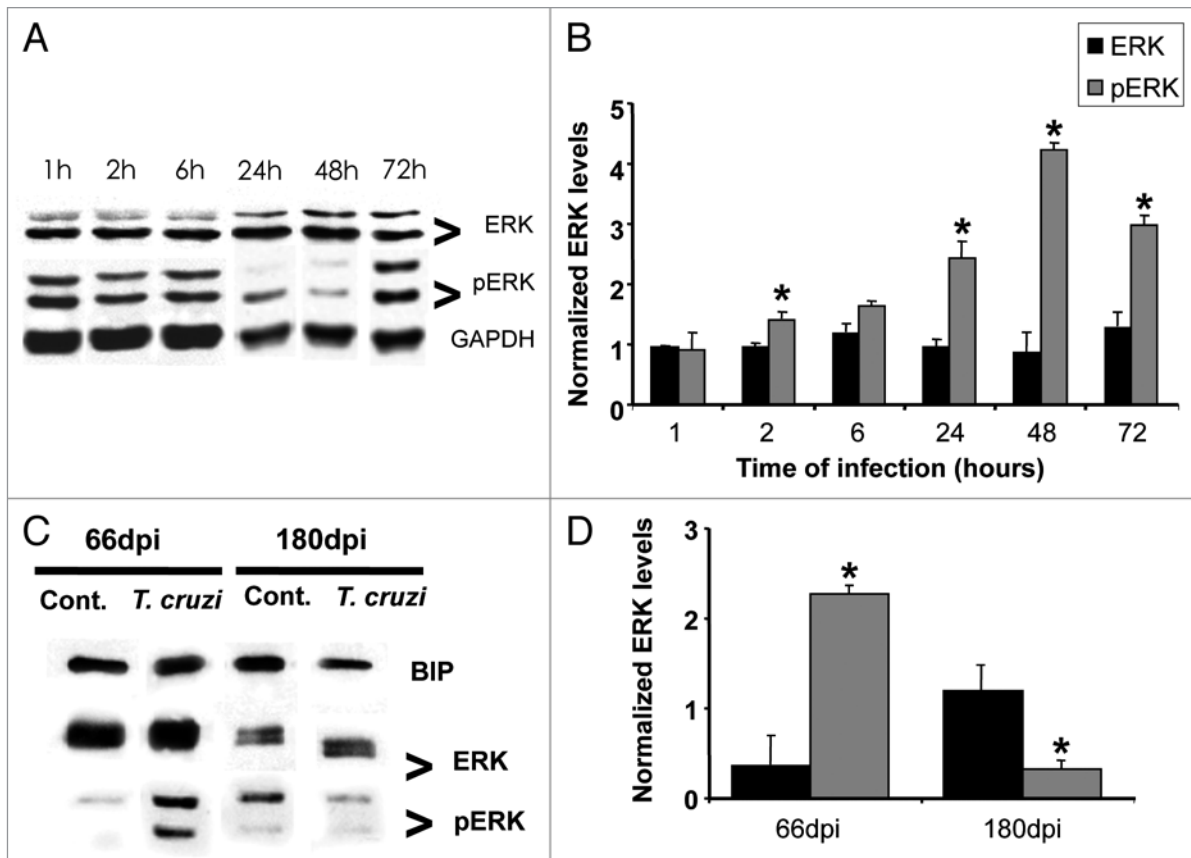 A
1h 2h 6h 24h 48h 72h
> ERK
> pERK
GAPDH
B
ERK
pERK
Normalized ERK levels
5
4
3
2
1
0
* * * *
1 2 6 24 48 72
Time of infection (hours)
C
66dpi 180dpi
Cont. T. cruzi Cont. T. cruzi
BIP
> ERK
> pERK
D
Normalized ERK levels
3
2
1
0
* *
66dpi 180dpi